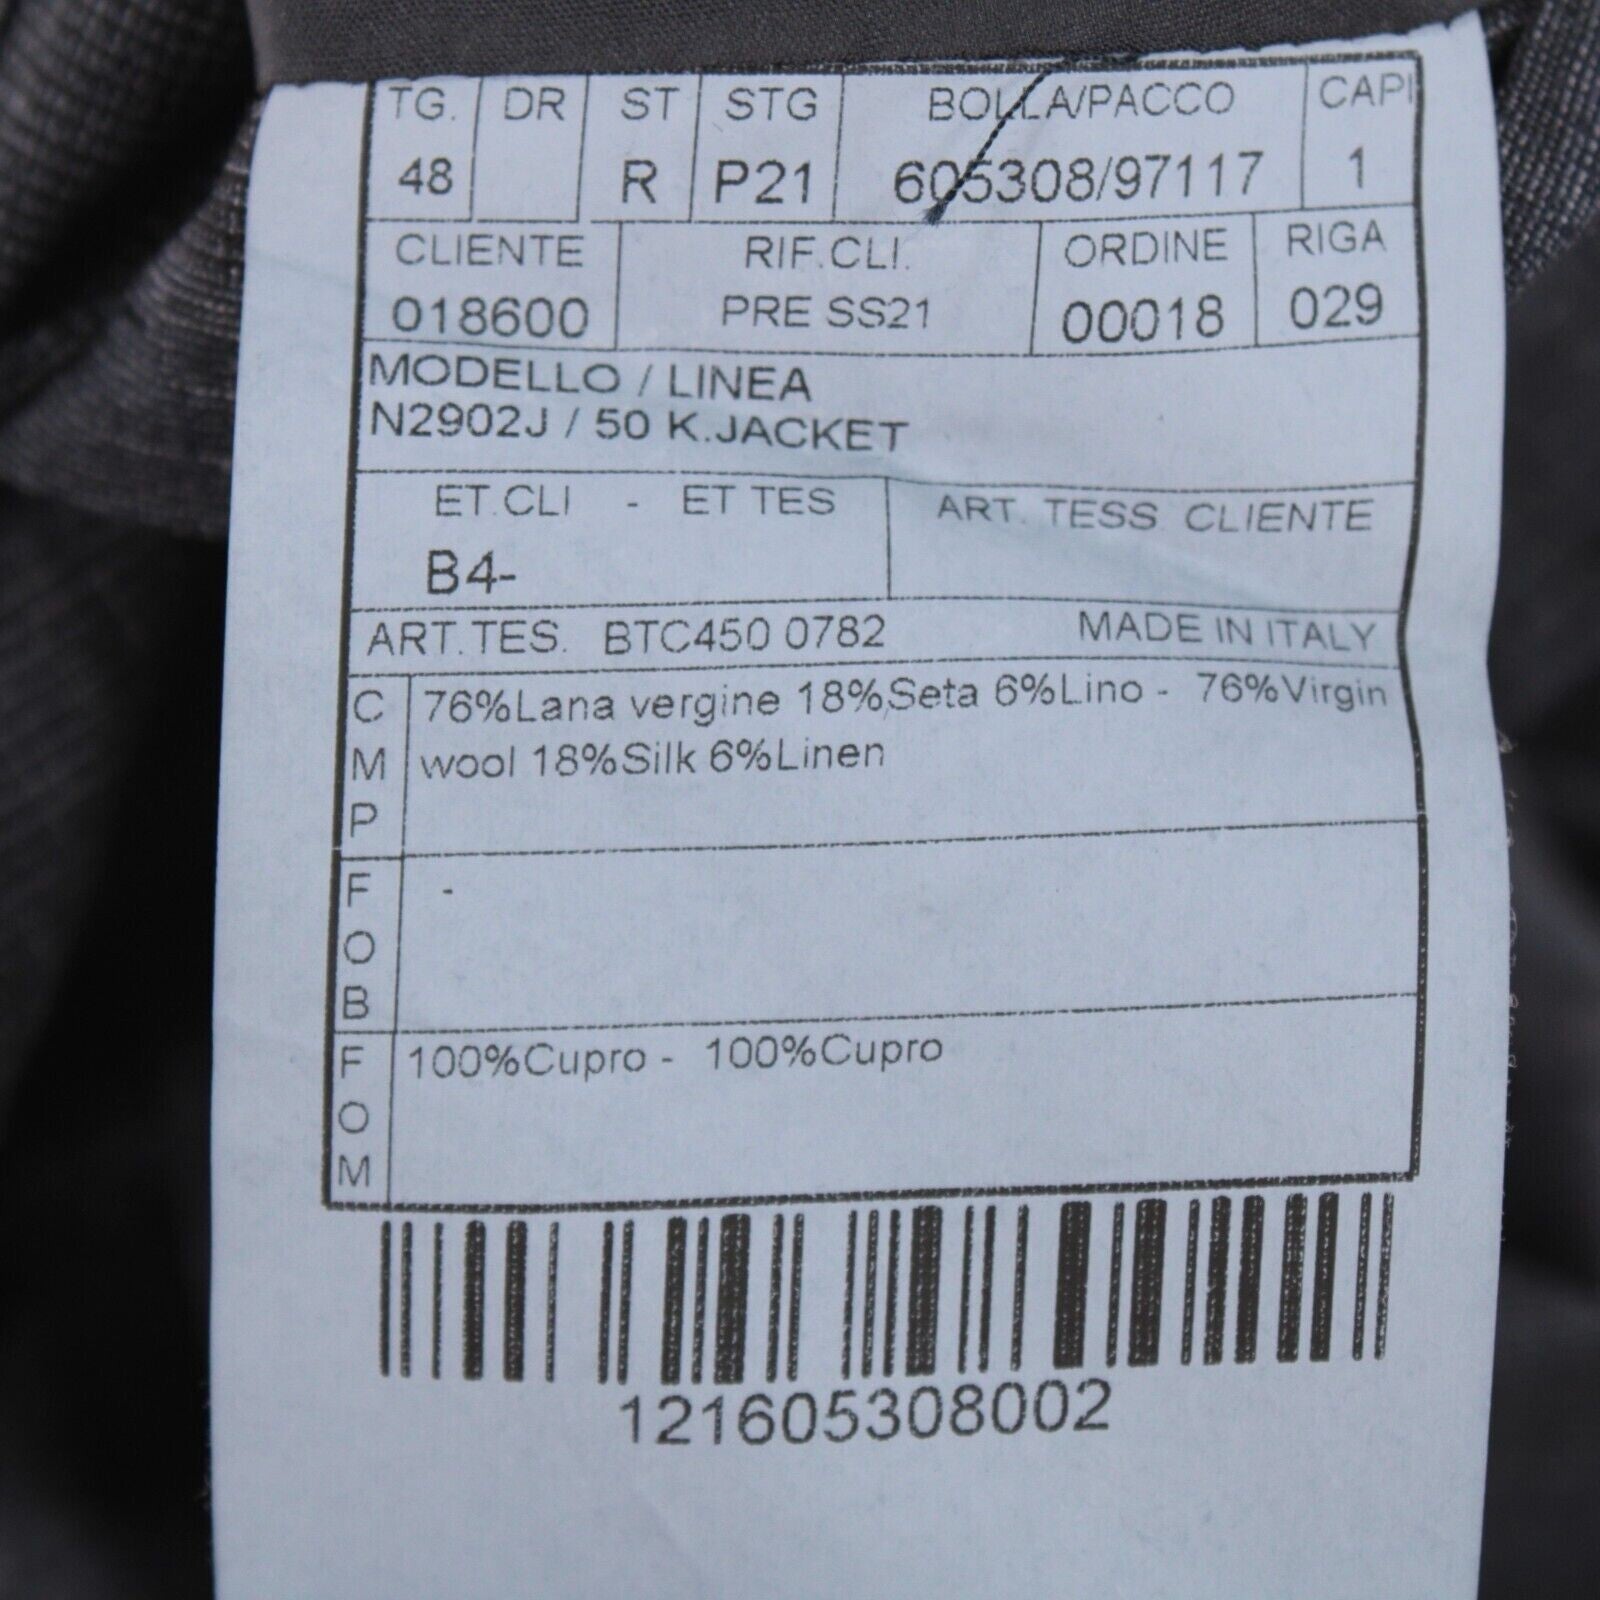 TG. DR ST STG BOLLA/PACCO CAPI
48 R P21 605308/97117 1
CLIENTE RIF.CLI. ORDINE RIGA
018600 PRE SS21 00018 029
MODELLO / LINEA
N2902J / 50 K.JACKET
ET.CLI - ET TES ART. TESS. CLIENTE
B4-
ART.TES. BTC450 0782 MADE IN ITALY
CMP
76%Lana vergine 18%Seta 6%Lino - 76%Virgin
wool 18%Silk 6%Linen
FOB
-
FOM
100%Cupro - 100%Cupro
121605308002